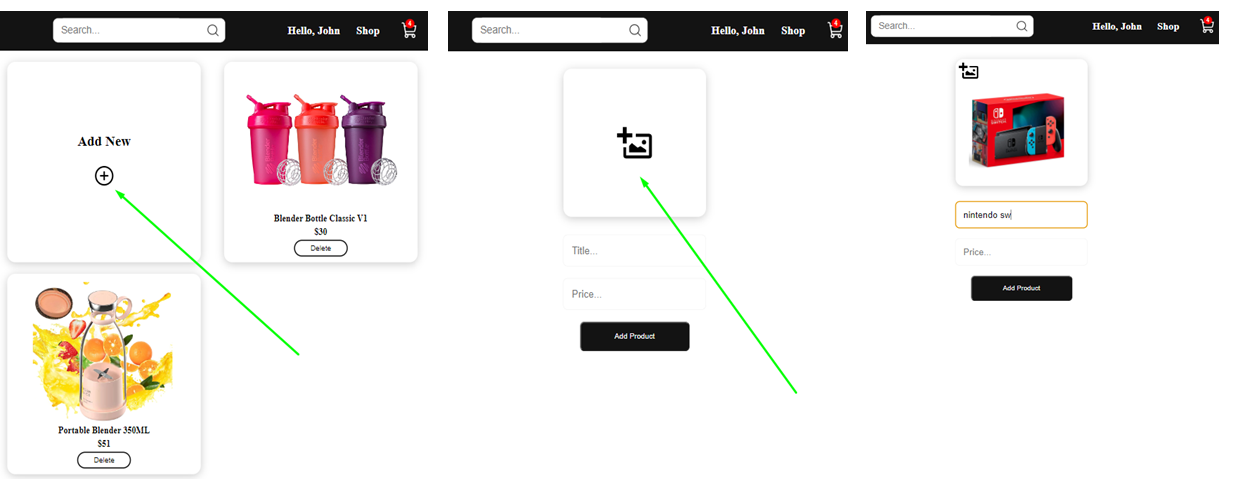 Search...
Hello, John
Shop
4
Add New
Blender Bottle Classic V1
$30
Delete
Portable Blender 350ML
$51
Delete
Search...
Hello, John
Shop
4
Title...
Price...
Add Product
Search...
Hello, John
Shop
4
nintendo sw
Price...
Add Product